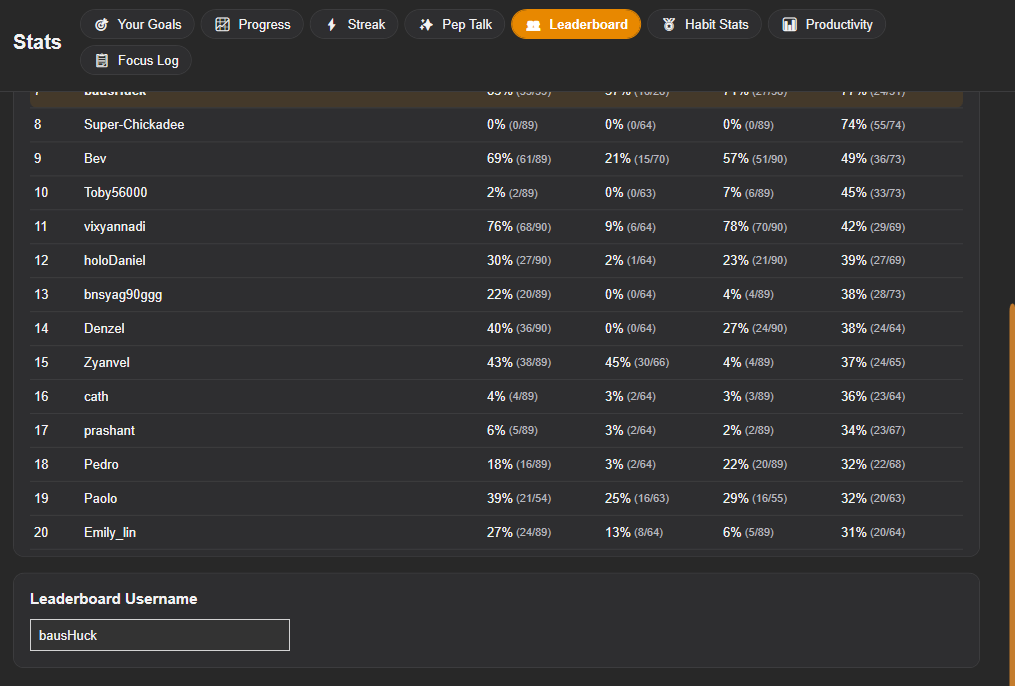 Stats
Your Goals
Progress
Streak
Pep Talk
Leaderboard
Habit Stats
Productivity
Focus Log
bausHuck
8 Super-Chickadee 0% (0/89) 0% (0/64) 0% (0/89) 74% (55/74)
9 Bev 69% (61/89) 21% (15/70) 57% (51/90) 49% (36/73)
10 Toby56000 2% (2/89) 0% (0/63) 7% (6/89) 45% (33/73)
11 vixyannadi 76% (68/90) 9% (6/64) 78% (70/90) 42% (29/69)
12 holoDaniel 30% (27/90) 2% (1/64) 23% (21/90) 39% (27/69)
13 bnsyag90ggg 22% (20/89) 0% (0/64) 4% (4/89) 38% (28/73)
14 Denzel 40% (36/90) 0% (0/64) 27% (24/90) 38% (24/64)
15 Zyanvel 43% (38/89) 45% (30/66) 4% (4/89) 37% (24/65)
16 cath 4% (4/89) 3% (2/64) 3% (3/89) 36% (23/64)
17 prashant 6% (5/89) 3% (2/64) 2% (2/89) 34% (23/67)
18 Pedro 18% (16/89) 3% (2/64) 22% (20/89) 32% (22/68)
19 Paolo 39% (21/54) 25% (16/63) 29% (16/55) 32% (20/63)
20 Emily_lin 27% (24/89) 13% (8/64) 6% (5/89) 31% (20/64)
Leaderboard Username
bausHuck